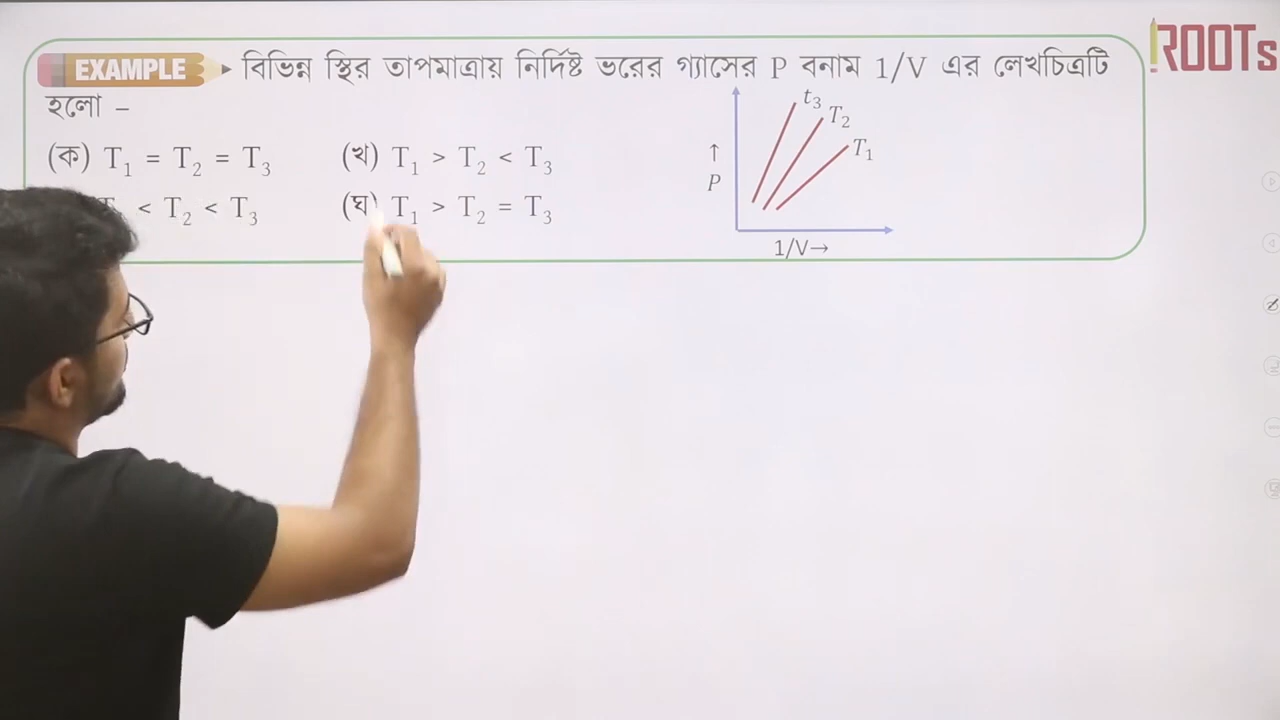 EXAMPLE বিভিন্ন স্থির তাপমাত্রায় নির্দিষ্ট ভরের গ্যাসের P বনাম 1/V এর লেখচিত্রটি
হলো –
(ক) T₁ = T₂ = T₃ (খ) T₁ > T₂ < T₃
< T₂ < T₃ (ঘ) T₁ > T₂ = T₃
t₃
T₂
T₁
↑
P
1/V→
ROOTs